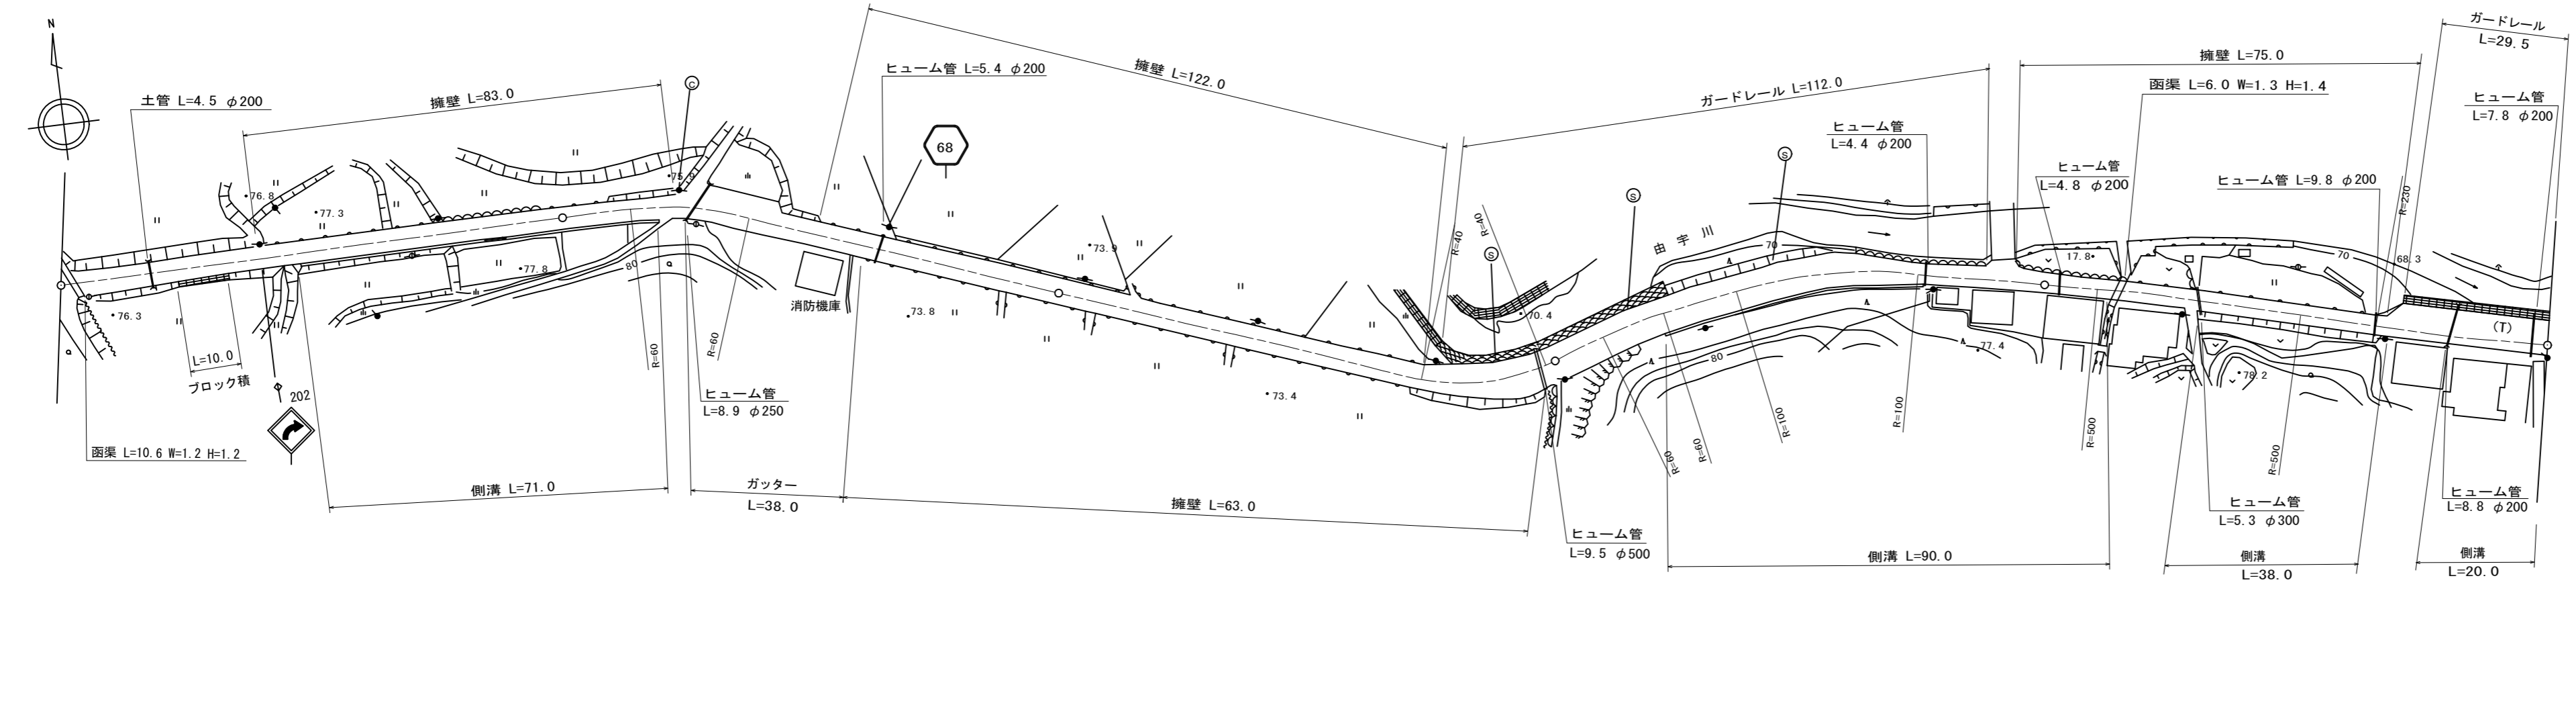 N
土管 L=4.5 φ200
擁壁 L=83.0
C
ヒューム管 L=5.4 φ200
68
擁壁 L=122.0
ガードレール L=112.0
擁壁 L=75.0
ガードレール
L=29.5
函渠 L=6.0 W=1.3 H=1.4
ヒューム管
L=7.8 φ200
ヒューム管
L=4.4 φ200
ヒューム管
L=4.8 φ200
ヒューム管 L=9.8 φ200
R=230
S
S
S
由宇川
76.8
77.3
75.9
77.8
80
76.3
73.9
73.8
消防機庫
73.4
R=40
R=40
70
70.4
17.8
70
68.3
(T)
77.4
78.2
80
L=10.0
ブロック積
202
R=60
R=60
ヒューム管
L=8.9 φ250
函渠 L=10.6 W=1.2 H=1.2
側溝 L=71.0
ガッター
L=38.0
擁壁 L=63.0
R=60
R=60
R=100
R=100
R=500
R=500
ヒューム管
L=9.5 φ500
側溝 L=90.0
ヒューム管
L=5.3 φ300
側溝
L=38.0
ヒューム管
L=8.8 φ200
側溝
L=20.0